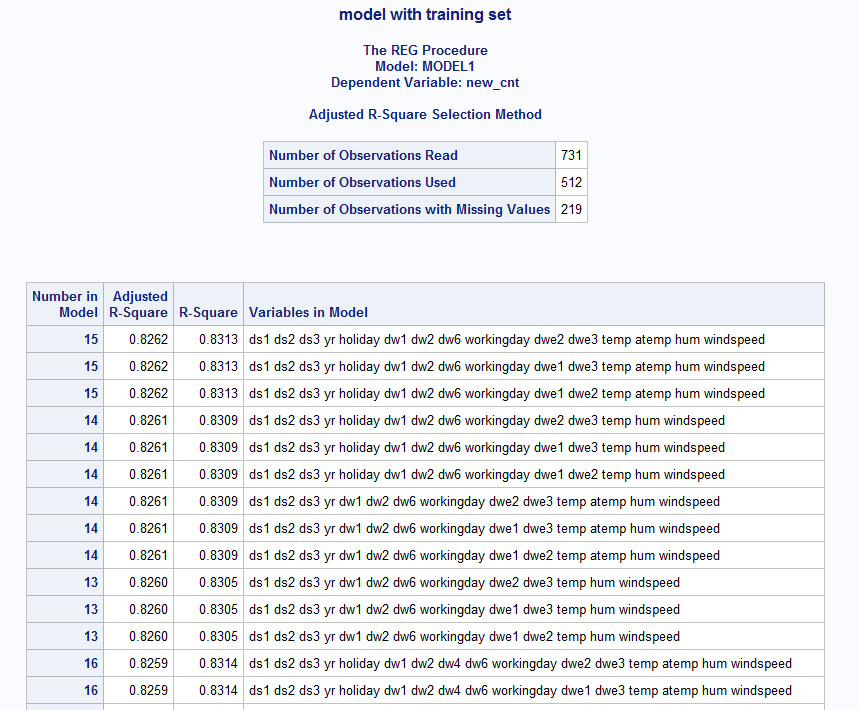 model with training set
The REG Procedure
Model: MODEL1
Dependent Variable: new_cnt
Adjusted R-Square Selection Method
Number of Observations Read 731
Number of Observations Used 512
Number of Observations with Missing Values 219
Number in Model Adjusted R-Square R-Square Variables in Model
15 0.8262 0.8313 ds1 ds2 ds3 yr holiday dw1 dw2 dw6 workingday dwe2 dwe3 temp atemp hum windspeed
15 0.8262 0.8313 ds1 ds2 ds3 yr holiday dw1 dw2 dw6 workingday dwe1 dwe3 temp atemp hum windspeed
15 0.8262 0.8313 ds1 ds2 ds3 yr holiday dw1 dw2 dw6 workingday dwe1 dwe2 temp atemp hum windspeed
14 0.8261 0.8309 ds1 ds2 ds3 yr holiday dw1 dw2 dw6 workingday dwe2 dwe3 temp hum windspeed
14 0.8261 0.8309 ds1 ds2 ds3 yr holiday dw1 dw2 dw6 workingday dwe1 dwe3 temp hum windspeed
14 0.8261 0.8309 ds1 ds2 ds3 yr holiday dw1 dw2 dw6 workingday dwe1 dwe2 temp hum windspeed
14 0.8261 0.8309 ds1 ds2 ds3 yr dw1 dw2 dw6 workingday dwe2 dwe3 temp atemp hum windspeed
14 0.8261 0.8309 ds1 ds2 ds3 yr dw1 dw2 dw6 workingday dwe1 dwe3 temp atemp hum windspeed
14 0.8261 0.8309 ds1 ds2 ds3 yr dw1 dw2 dw6 workingday dwe1 dwe2 temp atemp hum windspeed
13 0.8260 0.8305 ds1 ds2 ds3 yr dw1 dw2 dw6 workingday dwe2 dwe3 temp hum windspeed
13 0.8260 0.8305 ds1 ds2 ds3 yr dw1 dw2 dw6 workingday dwe1 dwe3 temp hum windspeed
13 0.8260 0.8305 ds1 ds2 ds3 yr dw1 dw2 dw6 workingday dwe1 dwe2 temp hum windspeed
16 0.8259 0.8314 ds1 ds2 ds3 yr holiday dw1 dw2 dw4 dw6 workingday dwe2 dwe3 temp atemp hum windspeed
16 0.8259 0.8314 ds1 ds2 ds3 yr holiday dw1 dw2 dw4 dw6 workingday dwe1 dwe3 temp atemp hum windspeed